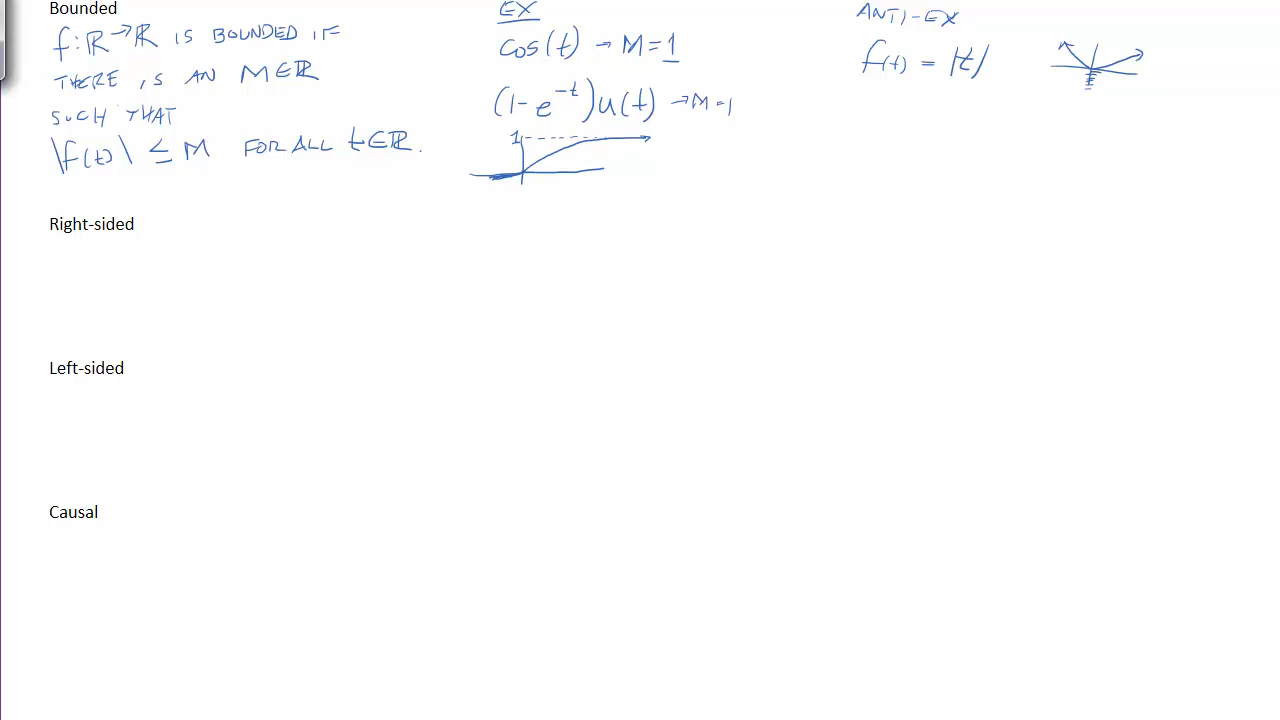 Bounded
f: ℝ → ℝ IS BOUNDED IF
THERE IS AN M ∈ ℝ
SUCH THAT
|f(t)| ≤ M FOR ALL t ∈ ℝ.
EX
cos(t) → M = 1
(1 - e^{-t}) u(t) → M = 1
1
ANTI-EX
f(t) = |t|
Right-sided
Left-sided
Causal